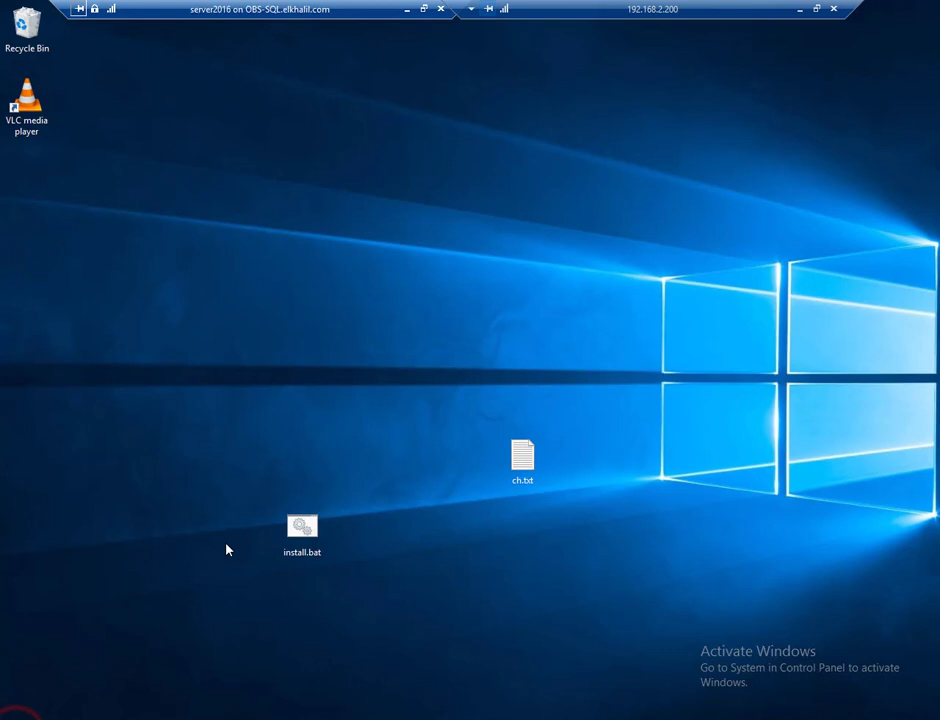 server2016 on OBS-SQL.elkhalil.com
192.168.2.200
Recycle Bin
VLC media
player
ch.txt
install.bat
Activate Windows
Go to System in Control Panel to activate
Windows.